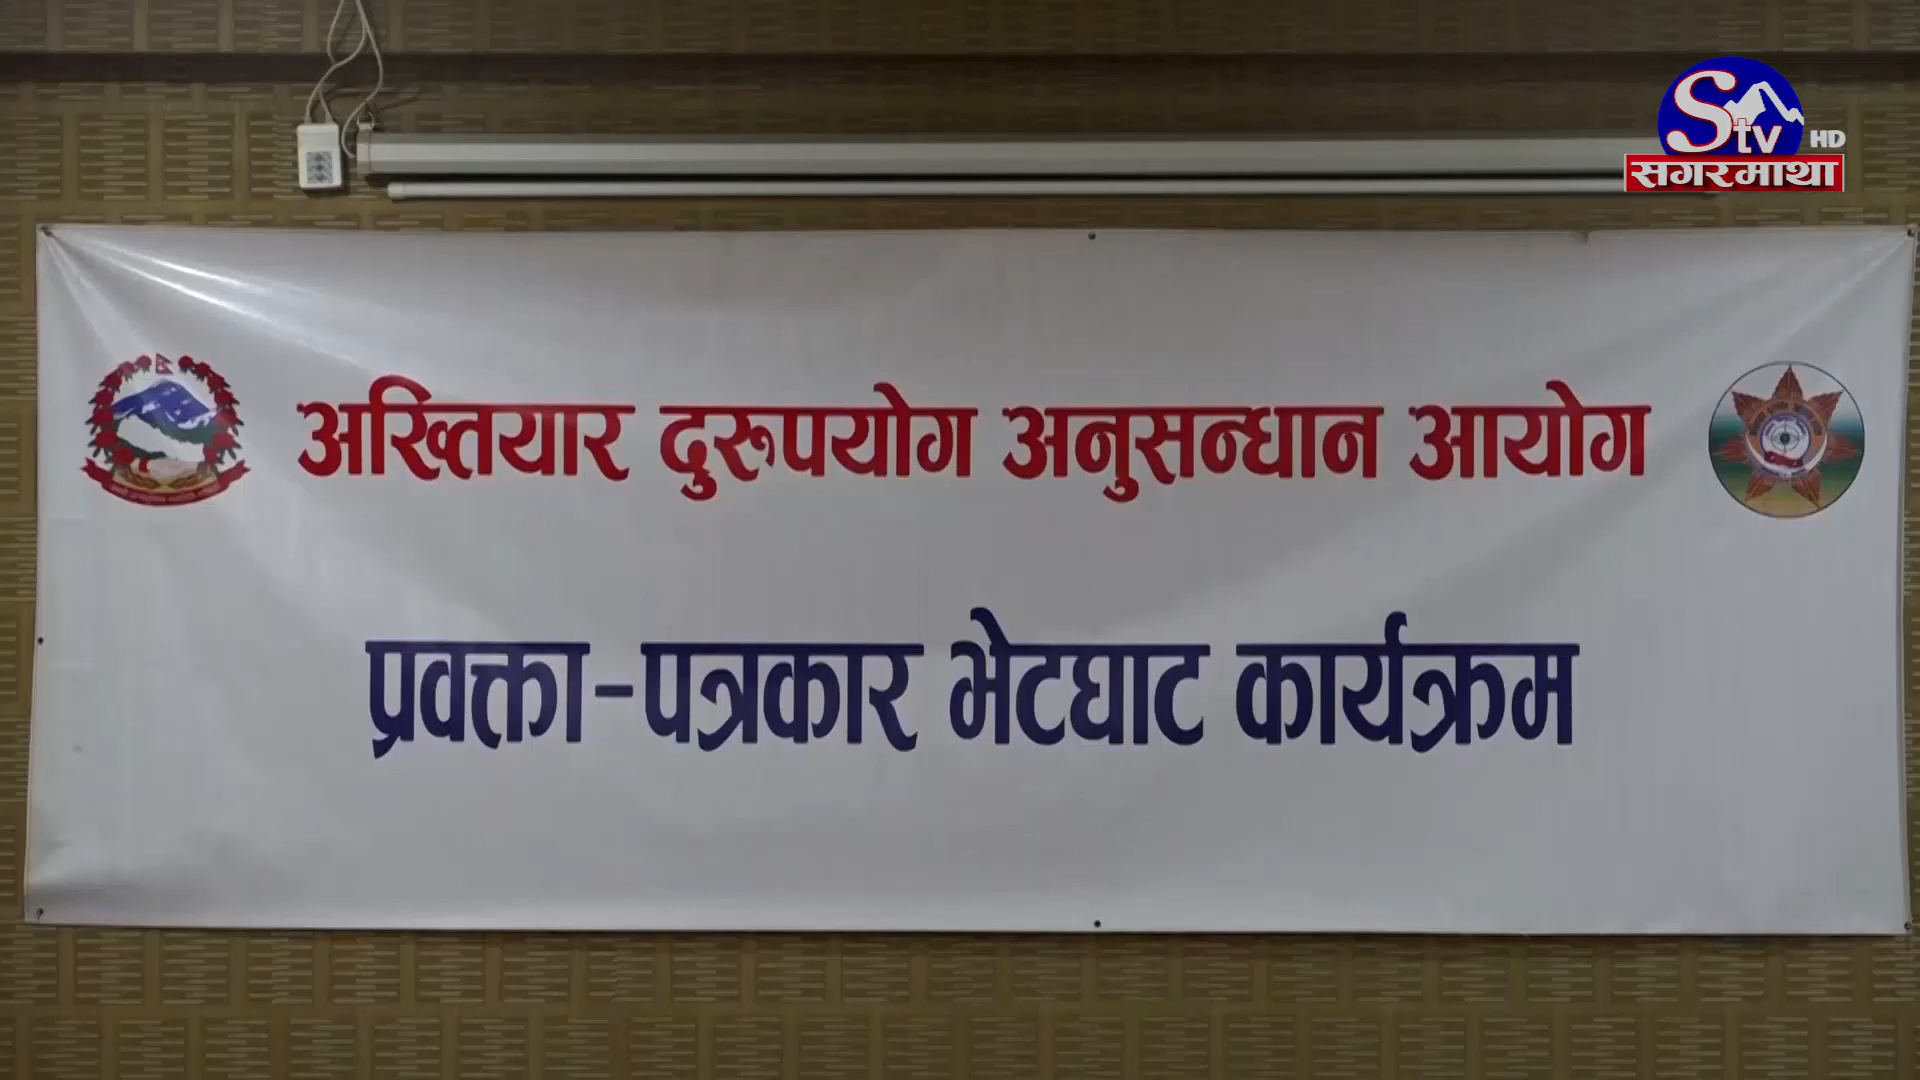 Stv HD
सगरमाथा
अख्तियार दुरुपयोग अनुसन्धान आयोग
प्रवक्ता-पत्रकार भेटघाट कार्यक्रम